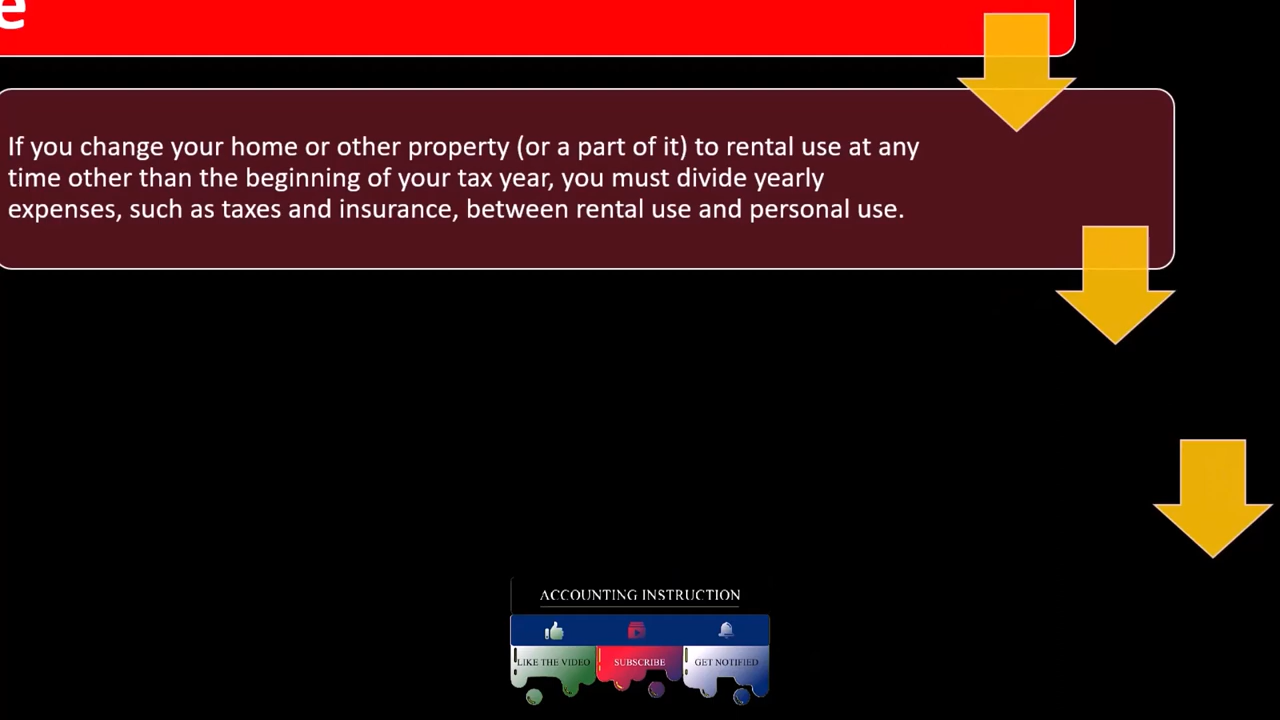 e
If you change your home or other property (or a part of it) to rental use at any
time other than the beginning of your tax year, you must divide yearly
expenses, such as taxes and insurance, between rental use and personal use.
ACCOUNTING INSTRUCTION
LIKE THE VIDEO SUBSCRIBE GET NOTIFIED